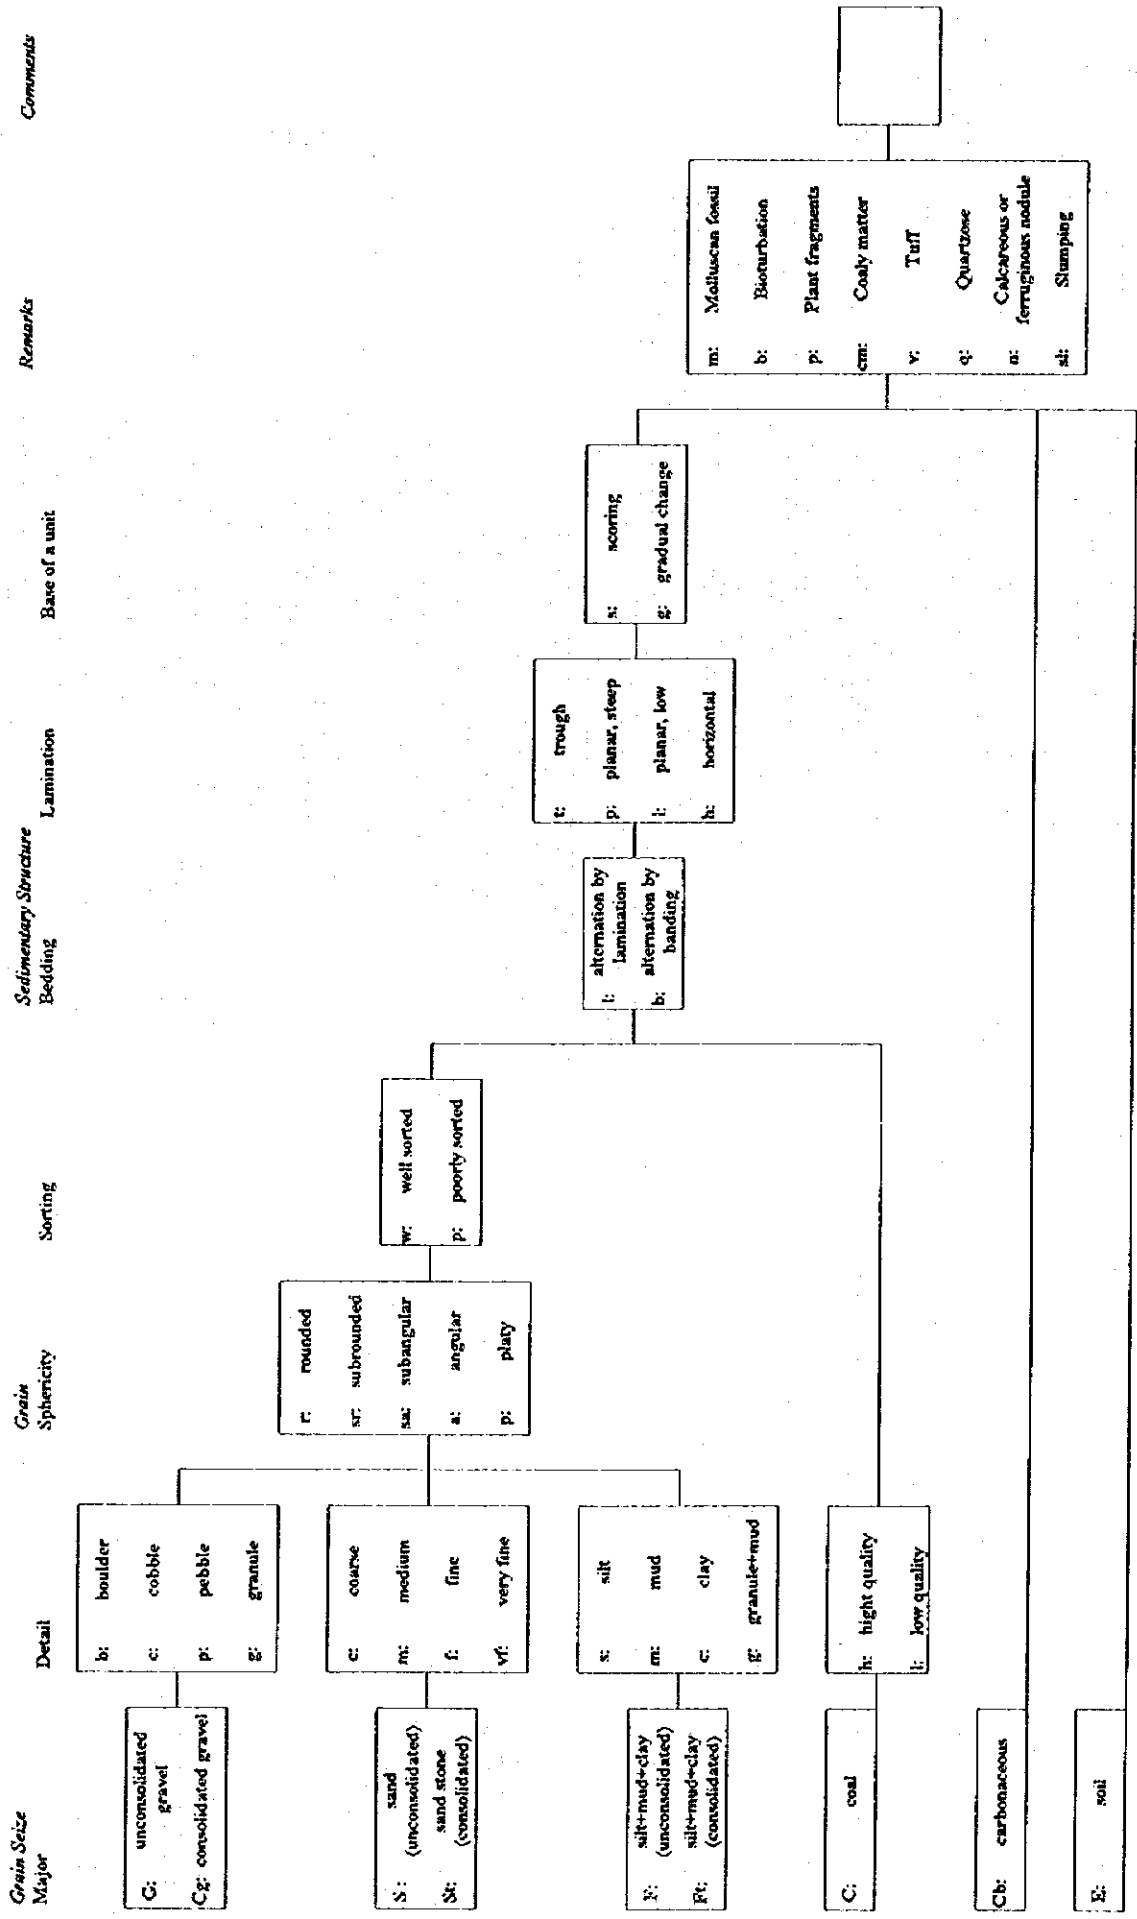 Grain Seize
Major
Detail
Grain
Sphericity
Sorting
Sedimentary Structure
Bedding
Lamination
Base of a unit
Remarks
Comments
G: unconsolidated
gravel
Cg: consolidated gravel
b: boulder
c: cobble
p: pebble
g: granule
S : sand
(unconsolidated)
St: sand stone
(consolidated)
c: coarse
m: medium
f: fine
vf: very fine
F: silt+mud+clay
(unconsolidated)
Ft: silt+mud+clay
(consolidated)
s: silt
m: mud
c: clay
g: granule+mud
C: coal
h: hight quality
l: low quality
Cb: carbonaceous
E: soil
r: rounded
sr: subrounded
sa: subangular
a: angular
p: platy
w: well sorted
p: poorly sorted
l: alternation by
lamination
b: alternation by
banding
t: trough
p: planar, steep
l: planar, low
h: horizontal
s: scoring
g: gradual change
m: Molluscan fossil
b: Bioturbation
p: Plant fragments
cm: Coaly matter
v: Tuff
q: Quartzose
n: Calcareous or
ferruginous nodule
sl: Slumping